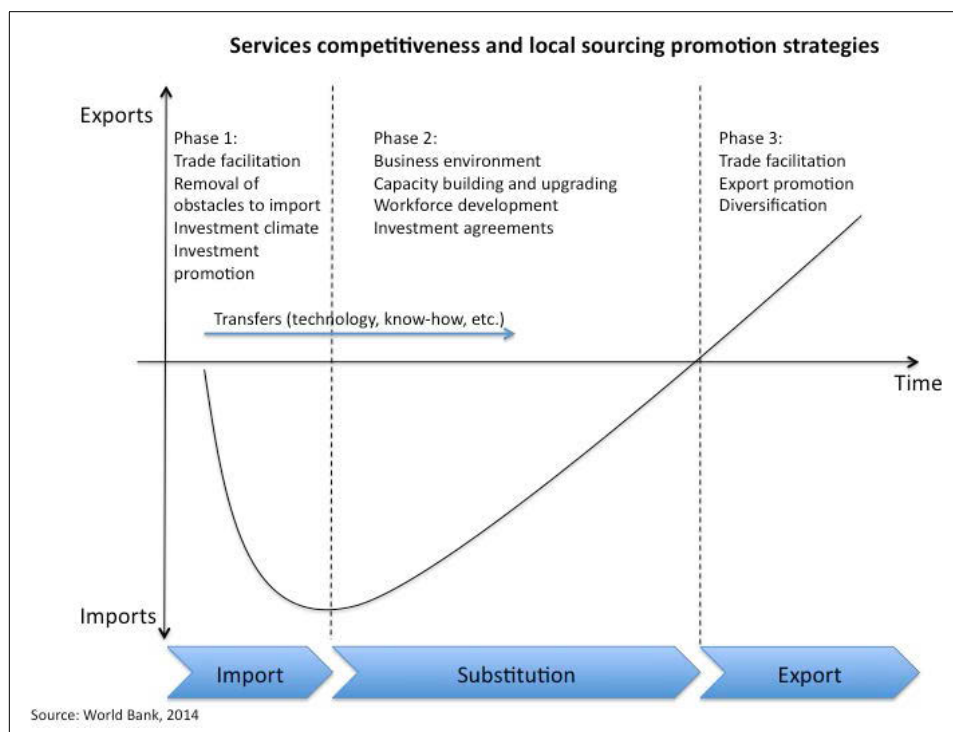 Services competitiveness and local sourcing promotion strategies
Exports
Phase 1:
Trade facilitation
Removal of
obstacles to import
Investment climate
Investment
promotion
Phase 2:
Business environment
Capacity building and upgrading
Workforce development
Investment agreements
Phase 3:
Trade facilitation
Export promotion
Diversification
Transfers (technology, know-how, etc.)
Time
Imports
Import
Substitution
Export
Source: World Bank, 2014